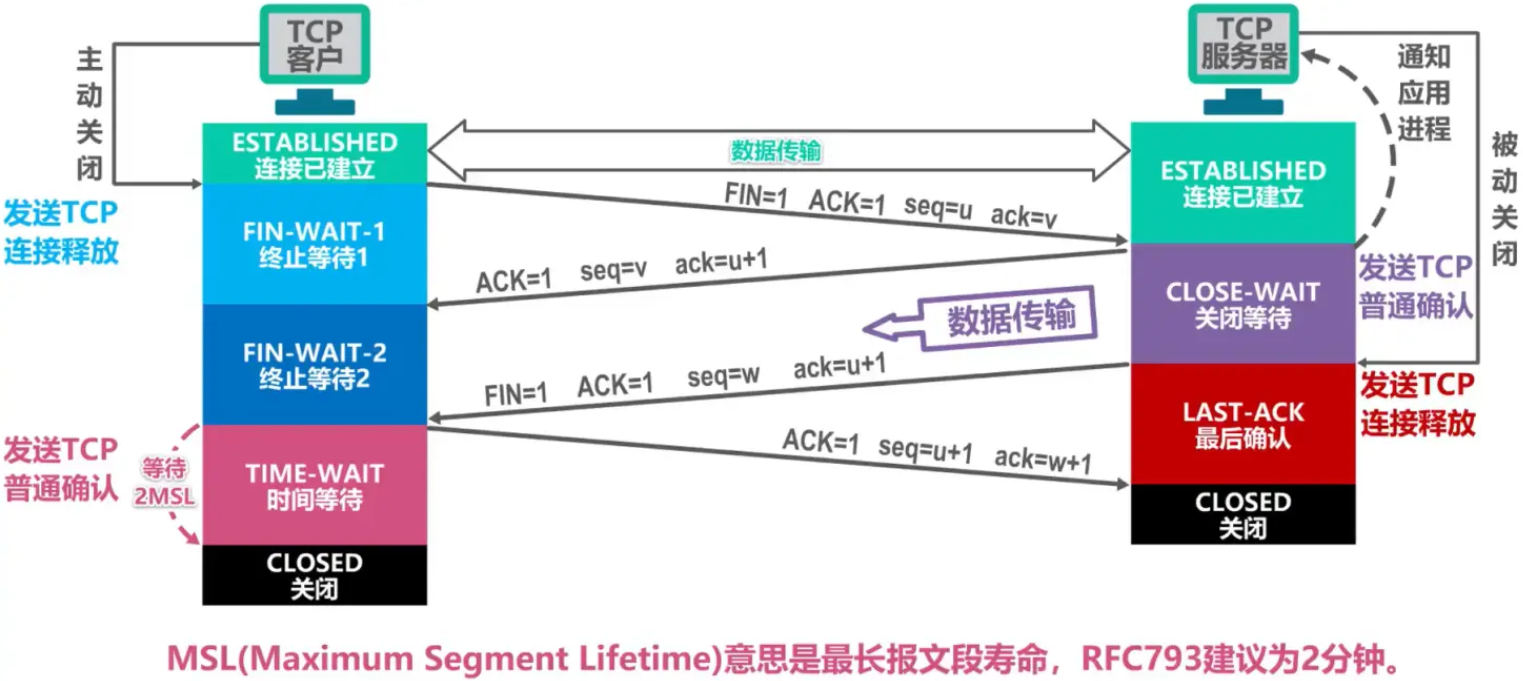 TCP
客户
TCP
服务器
主动关闭
通知
应用
进程
被动关闭
ESTABLISHED
连接已建立
数据传输
ESTABLISHED
连接已建立
FIN=1 ACK=1 seq=u ack=v
发送TCP
连接释放
FIN-WAIT-1
终止等待1
ACK=1 seq=v ack=u+1
CLOSE-WAIT
关闭等待
发送TCP
普通确认
数据传输
FIN-WAIT-2
终止等待2
FIN=1 ACK=1 seq=w ack=u+1
LAST-ACK
最后确认
发送TCP
连接释放
ACK=1 seq=u+1 ack=w+1
发送TCP
普通确认
等待
2MSL
TIME-WAIT
时间等待
CLOSED
关闭
CLOSED
关闭
MSL(Maximum Segment Lifetime)意思是最长报文段寿命，RFC793建议为2分钟。